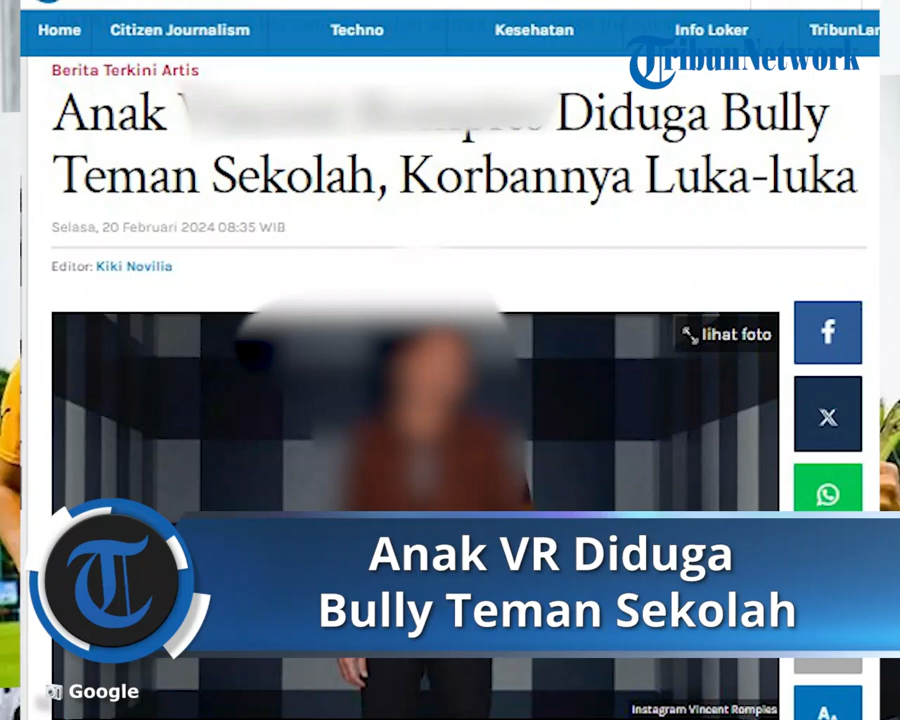 Home Citizen Journalism Techno Kesehatan Info Loker TribunLar
TribunNetwork
Berita Terkini Artis
Anak Diduga Bully
Teman Sekolah, Korbannya Luka-luka
Selasa, 20 Februari 2024 08:35 WIB
Editor: Kiki Novilia
lihat foto
Anak VR Diduga
Bully Teman Sekolah
Google
Instagram Vincent Rompies